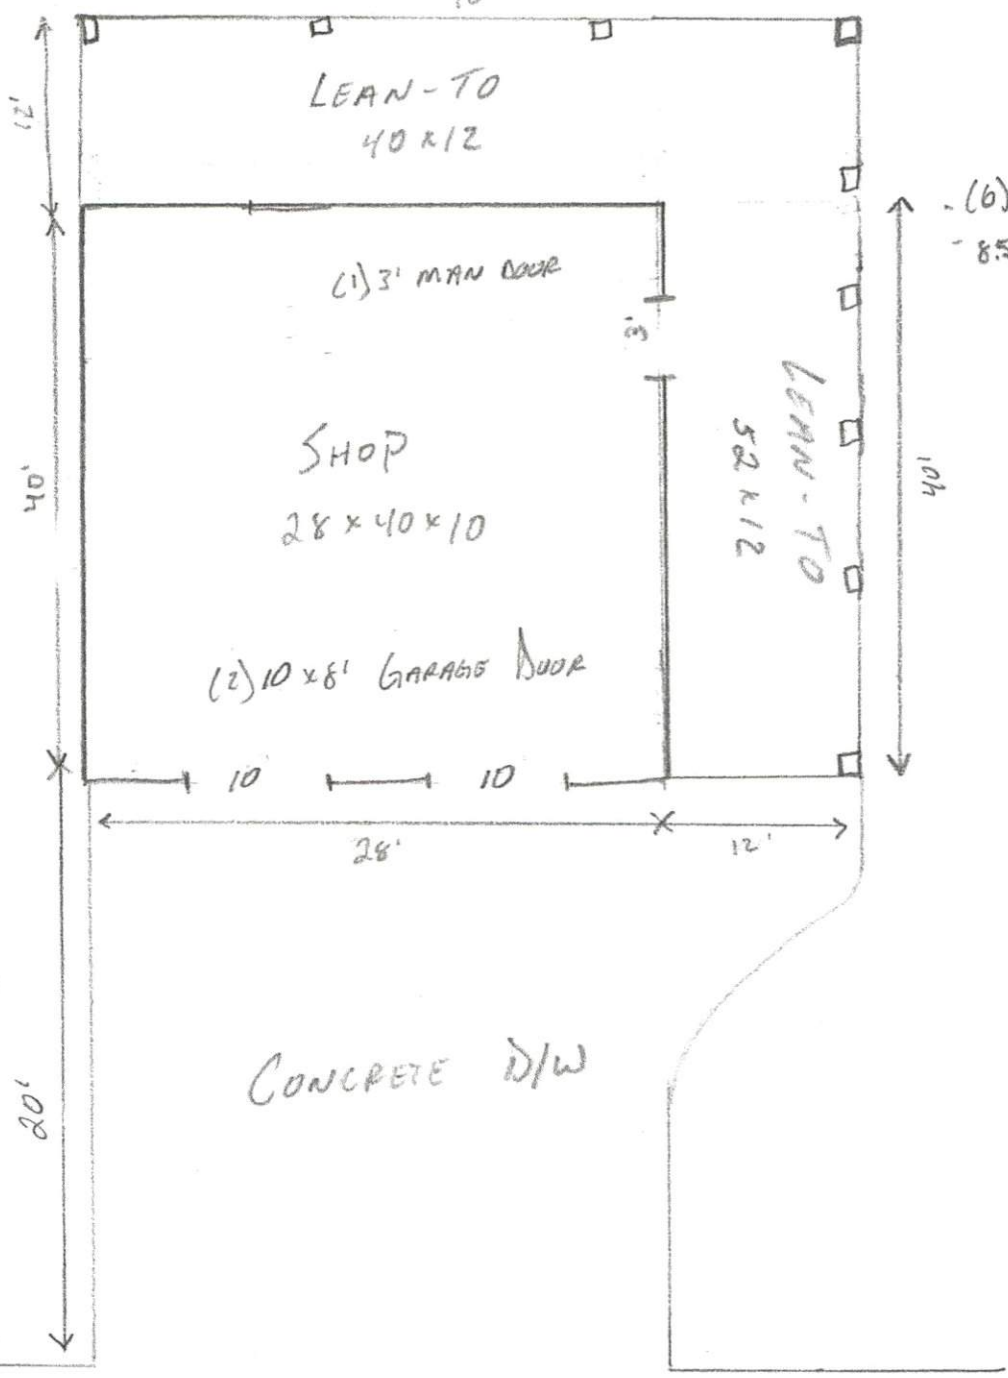 12'
LEAN-TO
40 x 12
(6)
(1) 3' MAN DOOR
3'
40'
SHOP
28 x 40 x 10
LEAN-TO
52 x 12
40'
(2) 10 x 8' GARAGE DOOR
10
10
28'
12'
CONCRETE D/W
20'